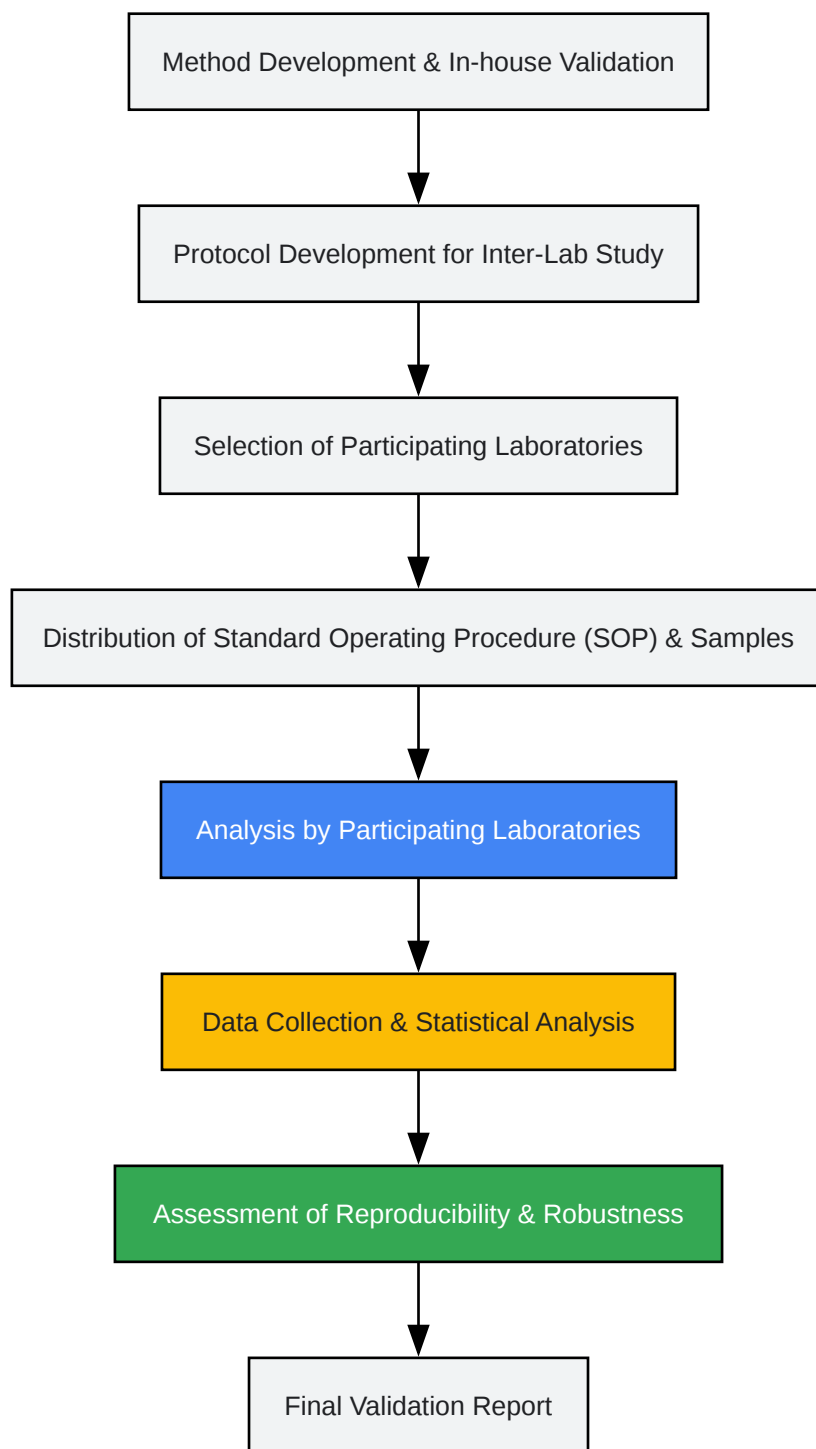 Method Development & In-house Validation
Protocol Development for Inter-Lab Study
Selection of Participating Laboratories
Distribution of Standard Operating Procedure (SOP) & Samples
Analysis by Participating Laboratories
Data Collection & Statistical Analysis
Assessment of Reproducibility & Robustness
Final Validation Report